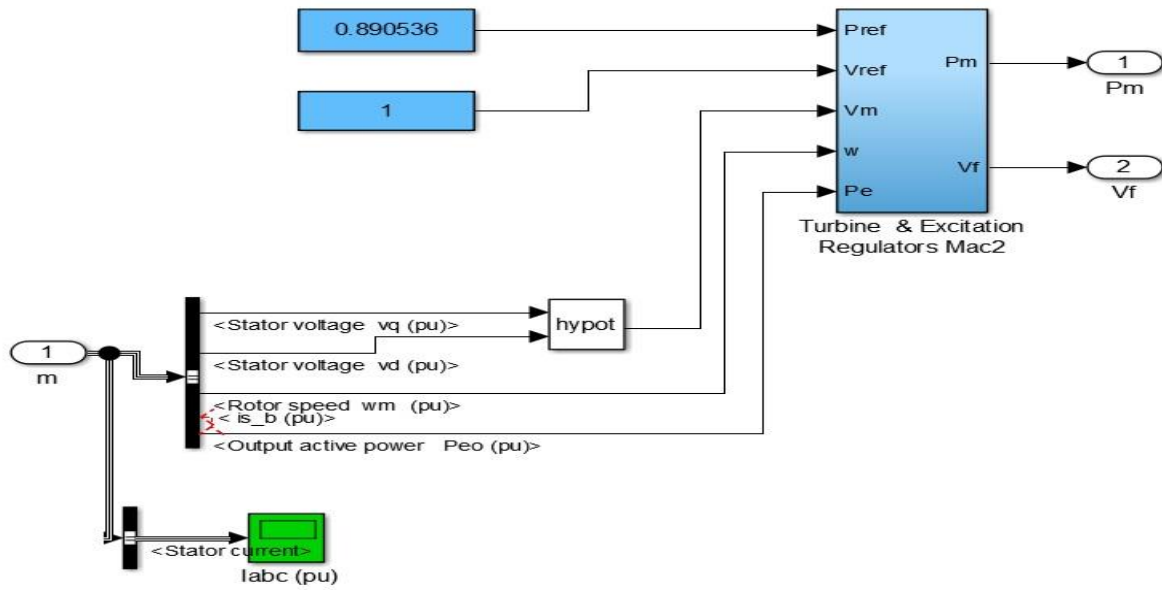 0.890536
1
Pref
Vref
Vm
w
Pe
Pm
Vf
1
Pm
2
Vf
Turbine & Excitation
Regulators Mac2
<Stator voltage vq (pu)>
hypot
<Stator voltage vd (pu)>
1
m
<Rotor speed wm (pu)>
< is_b (pu)>
<Output active power Peo (pu)>
<Stator current>
Iabc (pu)